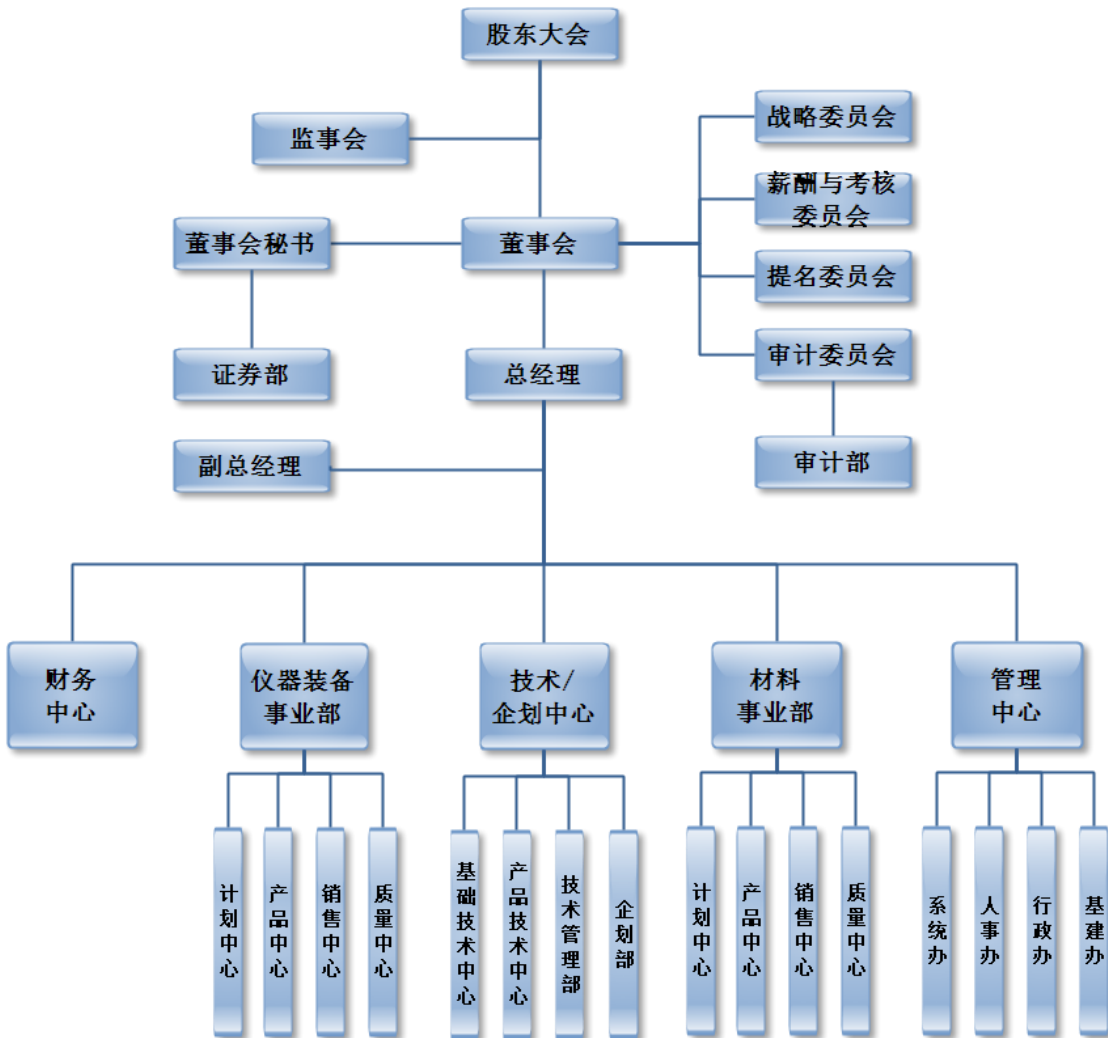 股东大会
监事会
战略委员会
薪酬与考核
委员会
董事会秘书
董事会
提名委员会
证券部
总经理
审计委员会
副总经理
审计部
财务
中心
仪器装备
事业部
技术/
企划中心
材料
事业部
管理
中心
计划中心
产品中心
销售中心
质量中心
基础技术中心
产品技术中心
技术管理部
企划部
计划中心
产品中心
销售中心
质量中心
系统办
人事办
行政办
基建办